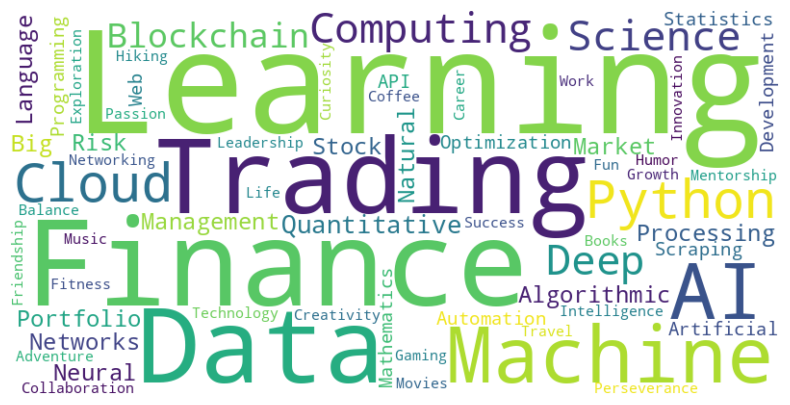 Language
Programming
Exploration
Blockchain
Hiking
Web
Passion
Learning
Curiosity
Computing
API
Coffee
Career
Science
Work
Statistics
Innovation
Development
Big
Risk
Networking
Trading
Leadership
Stock
Natural
Optimization
Market
Fun
Humor
Growth
Mentorship
Cloud
Life
Python
Balance
Management
Quantitative
Success
Friendship
Music
Finance
Books
Processing
Scraping
Fitness
Deep
AI
Mathematics
Algorithmic
Intelligence
Portfolio
Technology
Creativity
Automation
Travel
Artificial
Networks
Data
Machine
Adventure
Neural
Gaming
Collaboration
Movies
Perseverance